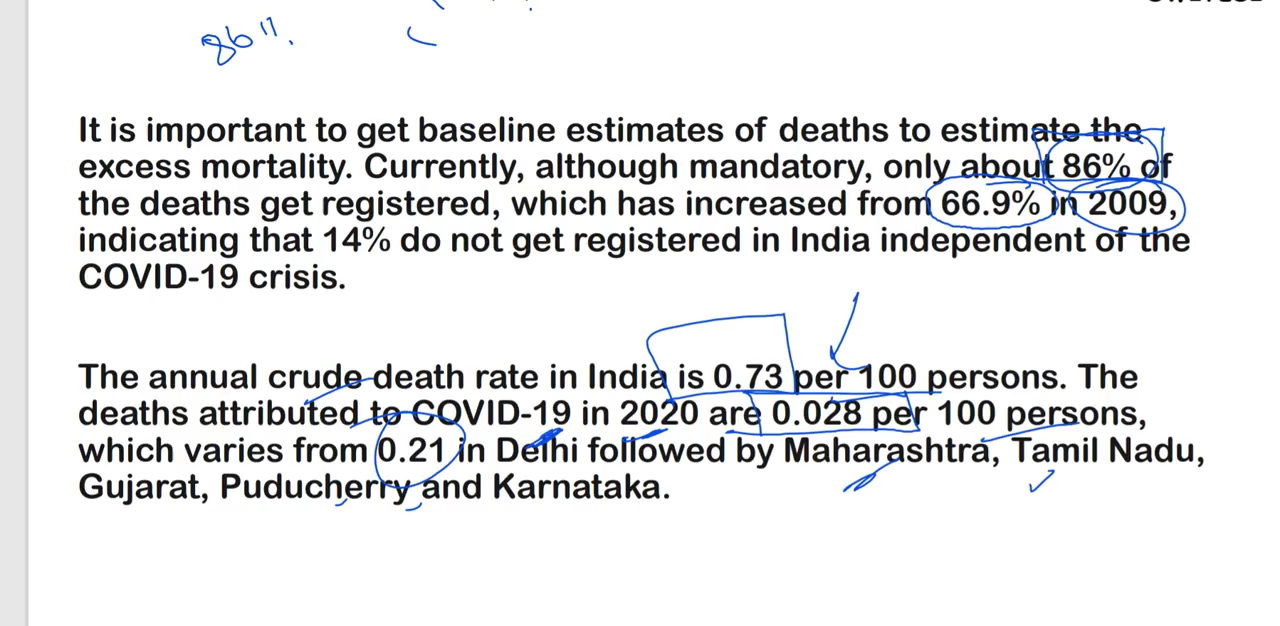 86%.
It is important to get baseline estimates of deaths to estimate the
excess mortality. Currently, although mandatory, only about 86% of
the deaths get registered, which has increased from 66.9% in 2009,
indicating that 14% do not get registered in India independent of the
COVID-19 crisis.
The annual crude death rate in India is 0.73 per 100 persons. The
deaths attributed to COVID-19 in 2020 are 0.028 per 100 persons,
which varies from 0.21 in Delhi followed by Maharashtra, Tamil Nadu,
Gujarat, Puducherry and Karnataka.